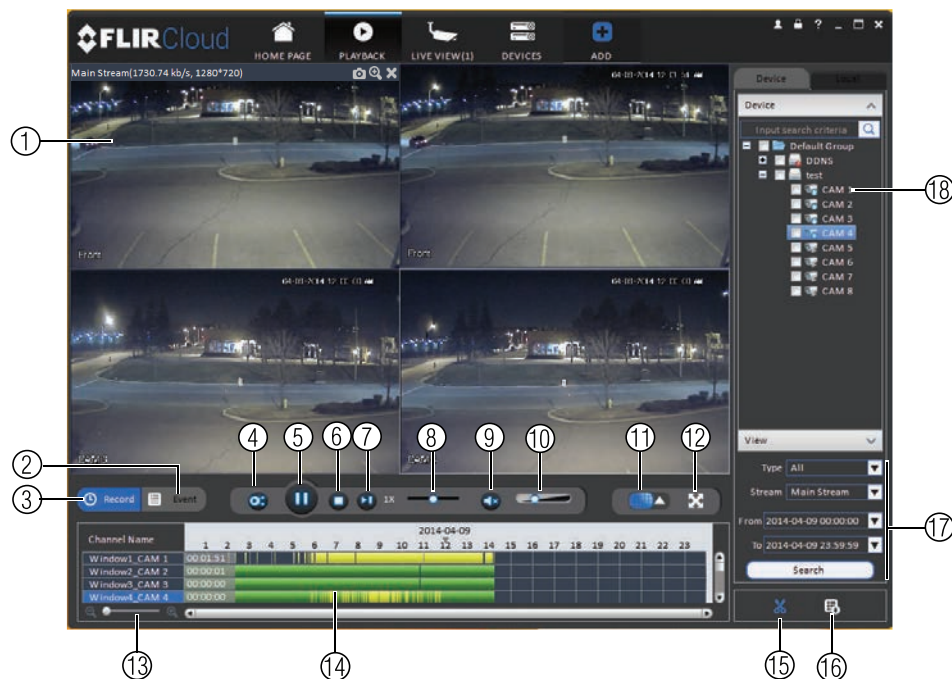 FLIR Cloud
HOME PAGE PLAYBACK LIVE VIEW(1) DEVICES ADD
?
Main Stream(1730.74 kb/s, 1280*720)
Device Local
Device
Input search criteria
Default Group
DDNS
test
CAM 1
CAM 2
CAM 3
CAM 4
CAM 5
CAM 6
CAM 7
CAM 8
1
18
Front
Front
4 5 6 7 8 9 10 11 12
View
2
3
Record Event
1X
Type All
Stream Main Stream
From 2014-04-09 00:00:00
To 2014-04-09 23:59:59
Search
17
2014-04-09
Channel Name 1 2 3 4 5 6 7 8 9 10 11 12 13 14 15 16 17 18 19 20 21 22 23
Window1_CAM 1 00:01:51
Window2_CAM 2 00:00:01
Window3_CAM 3 00:00:00
Window4_CAM 4 00:00:00
13 14 15 16